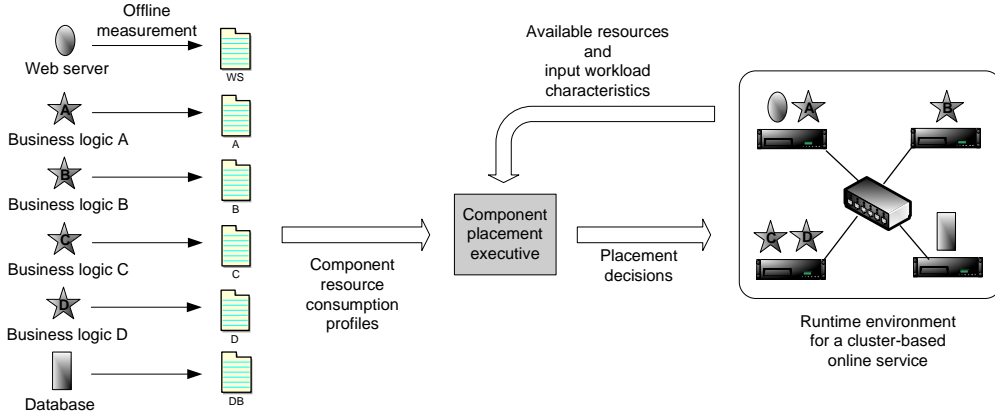 Offline
measurement
Web server
WS
A
Business logic A
A
B
Business logic B
B
C
Business logic C
C
D
Business logic D
D
Database
DB
Component
resource
consumption
profiles
Available resources
and
input workload
characteristics
Component
placement
executive
Placement
decisions
A
B
C
D
Runtime environment
for a cluster-based
online service